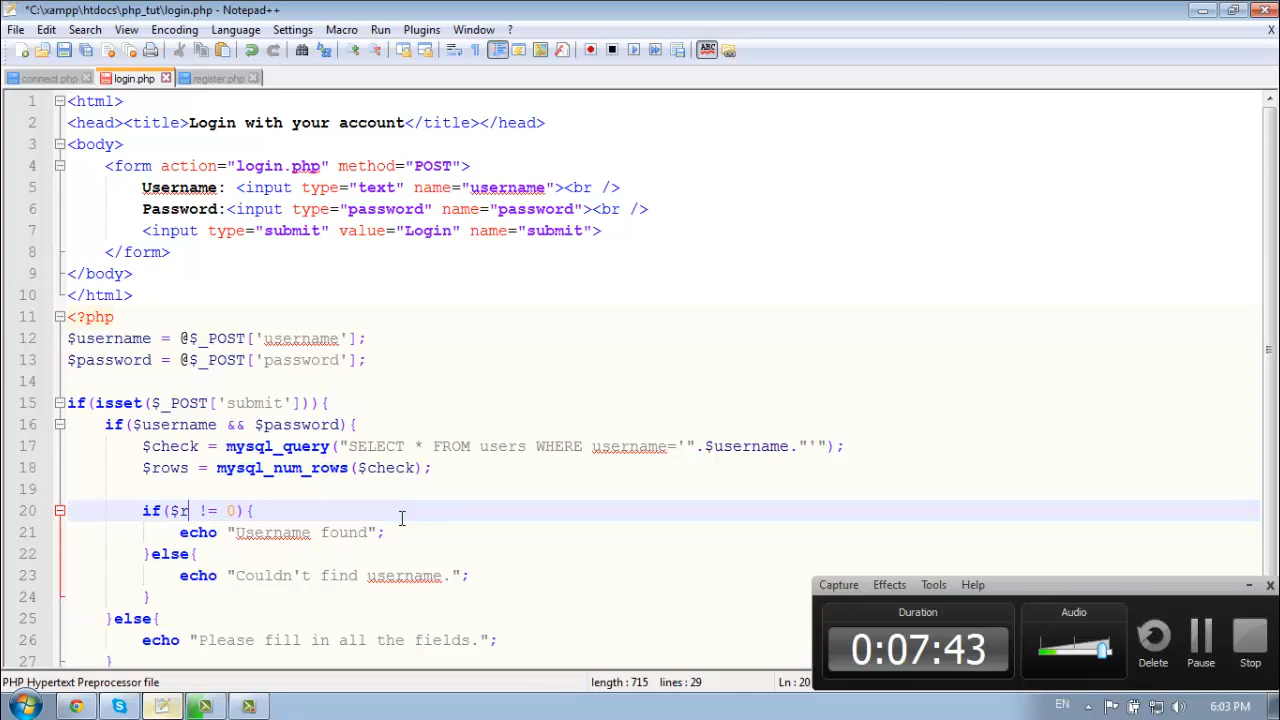 *C:\xampp\htdocs\php_tut\login.php - Notepad++
File Edit Search View Encoding Language Settings Macro Run Plugins Window ? X
ABC
connect.php login.php register.php
1 <html>
2 <head><title>Login with your account</title></head>
3 <body>
4 <form action="login.php" method="POST">
5 Username: <input type="text" name="username"><br />
6 Password:<input type="password" name="password"><br />
7 <input type="submit" value="Login" name="submit">
8 </form>
9 </body>
10 </html>
11 <?php
12 $username = @$_POST['username'];
13 $password = @$_POST['password'];
14
15 if(isset($_POST['submit'])){
16 if($username && $password){
17 $check = mysql_query("SELECT * FROM users WHERE username='".$username."'");
18 $rows = mysql_num_rows($check);
19
20 if($r != 0){
21 echo "Username found";
22 }else{
23 echo "Couldn't find username.";
24 }
25 }else{
26 echo "Please fill in all the fields.";
27 }
Capture Effects Tools Help
Duration Audio
0:07:43
Delete Pause Stop
PHP Hypertext Preprocessor file length : 715 lines : 29 Ln : 20
EN 6:03 PM